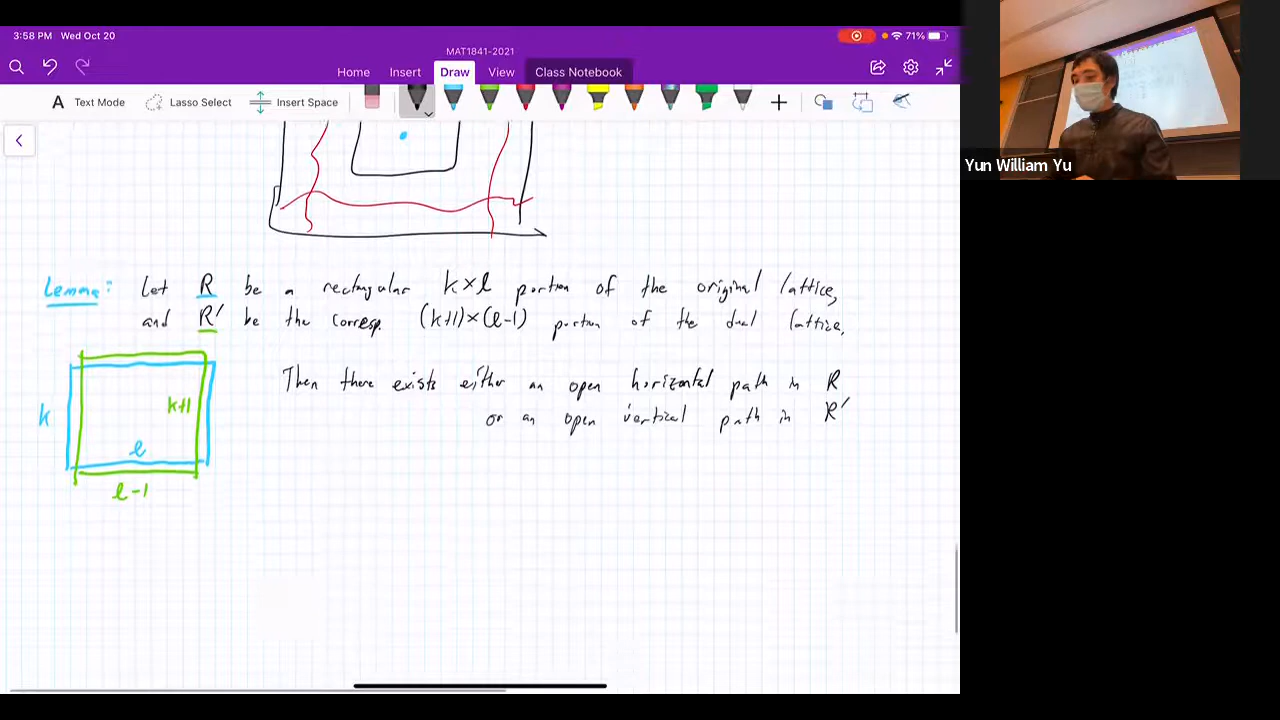 3:58 PM Wed Oct 20
71%
MAT1841-2021
Home Insert Draw View Class Notebook
A Text Mode Lasso Select Insert Space
Yun William Yu
Lemma: Let R be a rectangular k×l portion of the original lattice,
and R' be the corresp. (k+1)×(l-1) portion of the dual lattice.
Then there exists either an open horizontal path in R
or an open vertical path in R'
k
k+1
l
l-1